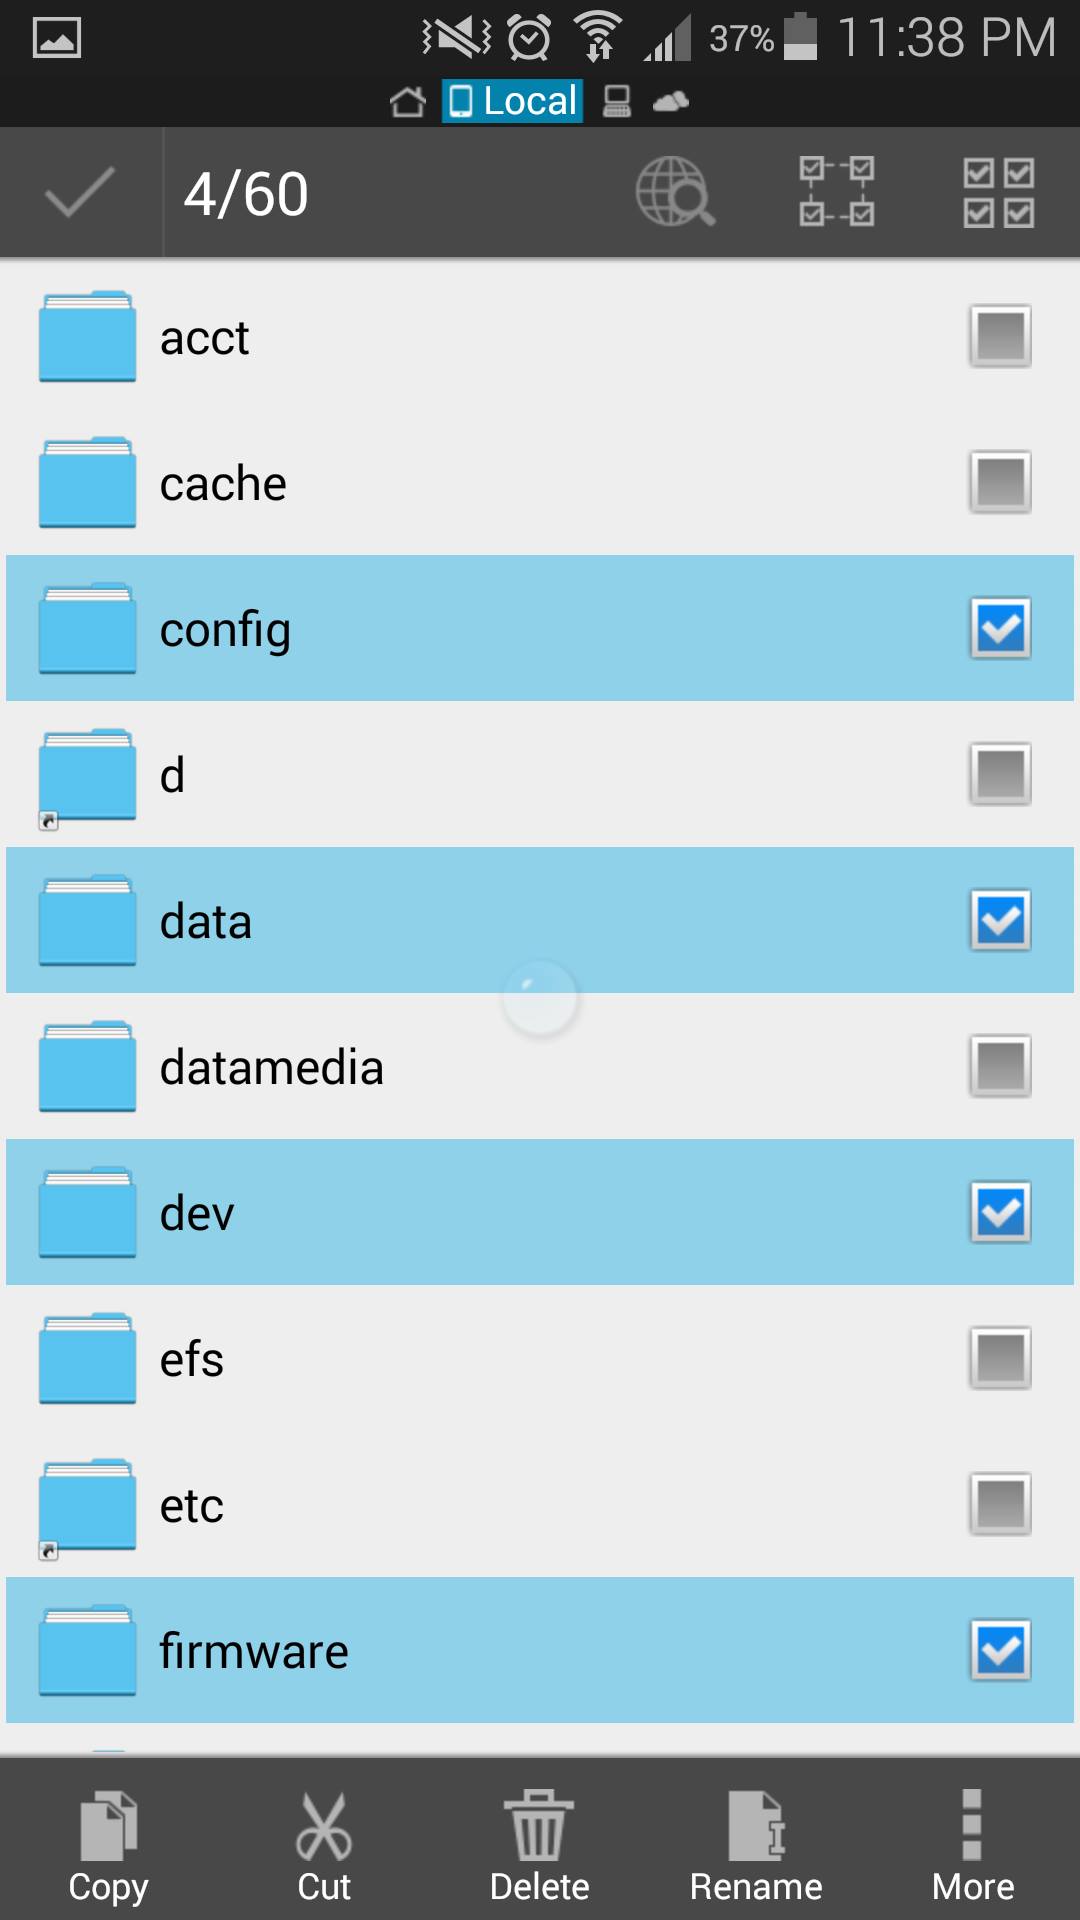 37% 11:38 PM
Local
4/60
acct
cache
config
d
data
datamedia
dev
efs
etc
firmware
Copy Cut Delete Rename More